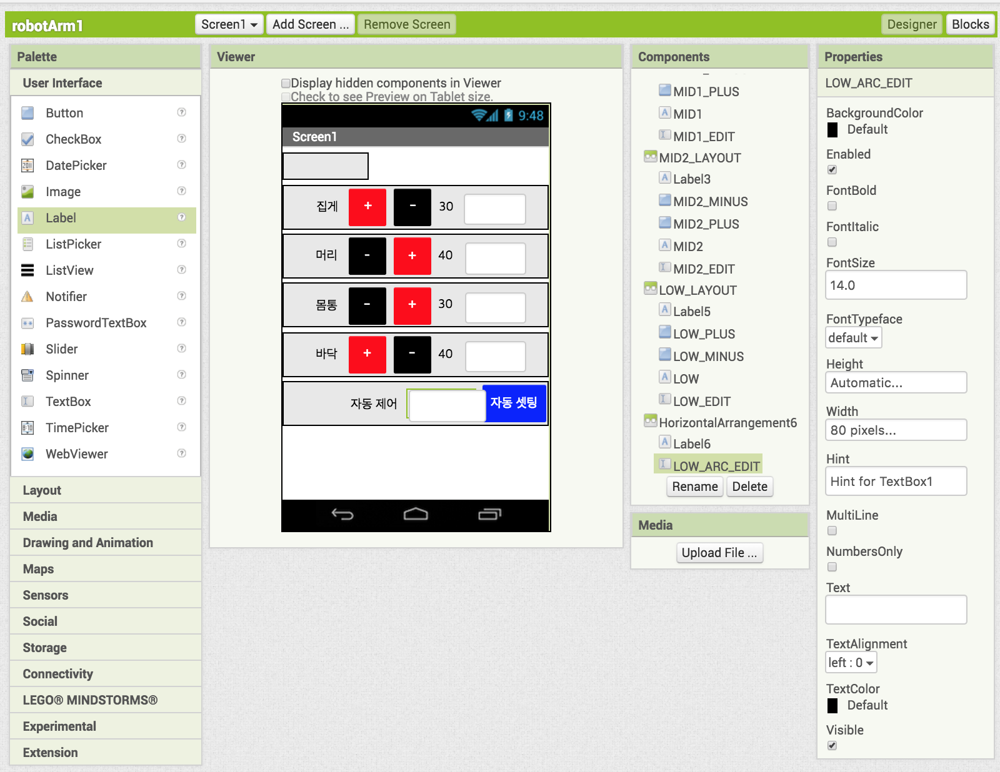 robotArm1
Screen1
Add Screen ...
Remove Screen
Designer
Blocks
Palette
User Interface
Button
CheckBox
DatePicker
Image
Label
ListPicker
ListView
Notifier
PasswordTextBox
Slider
Spinner
TextBox
TimePicker
WebViewer
Layout
Media
Drawing and Animation
Maps
Sensors
Social
Storage
Connectivity
LEGO® MINDSTORMS®
Experimental
Extension
Viewer
Display hidden components in Viewer
Check to see Preview on Tablet size.
9:48
Screen1
집게 + - 30
머리 - + 40
몸통 - + 30
바닥 + - 40
자동 제어 자동 셋팅
Components
MID1_PLUS
MID1
MID1_EDIT
MID2_LAYOUT
Label3
MID2_MINUS
MID2_PLUS
MID2
MID2_EDIT
LOW_LAYOUT
Label5
LOW_PLUS
LOW_MINUS
LOW
LOW_EDIT
HorizontalArrangement6
Label6
LOW_ARC_EDIT
Rename
Delete
Media
Upload File ...
Properties
LOW_ARC_EDIT
BackgroundColor
Default
Enabled
FontBold
FontItalic
FontSize
14.0
FontTypeface
default
Height
Automatic...
Width
80 pixels...
Hint
Hint for TextBox1
MultiLine
NumbersOnly
Text
TextAlignment
left : 0
TextColor
Default
Visible